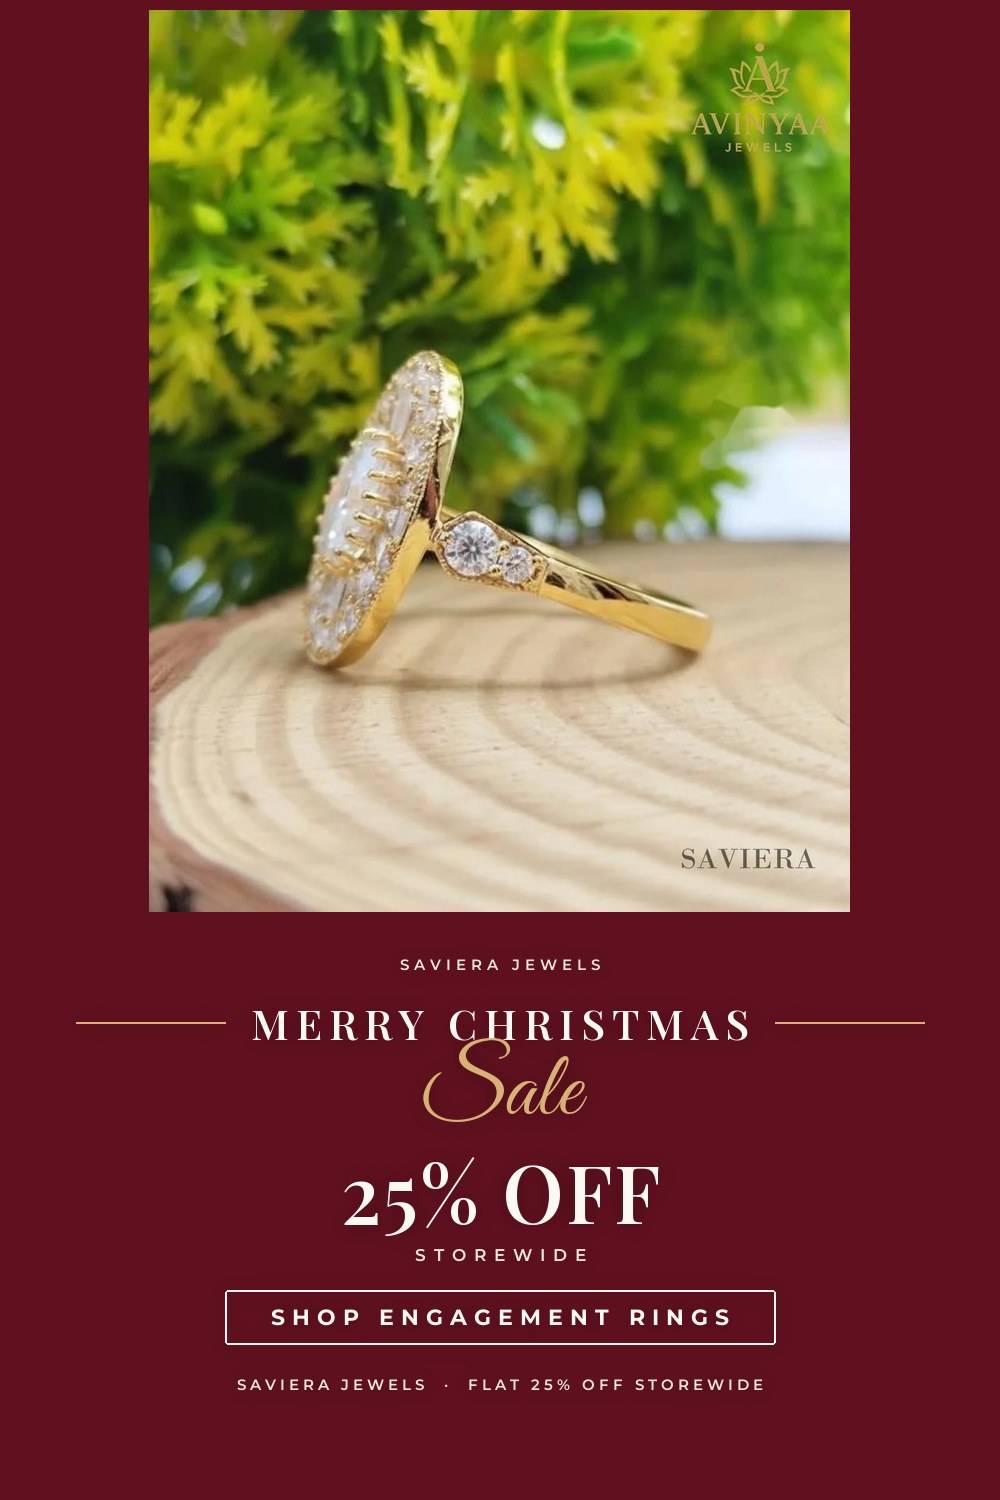 AVINYAA
JEWELS
SAVIERA
SAVIERA JEWELS
MERRY CHRISTMAS
Sale
25% OFF
STOREWIDE
SHOP ENGAGEMENT RINGS
SAVIERA JEWELS · FLAT 25% OFF STOREWIDE